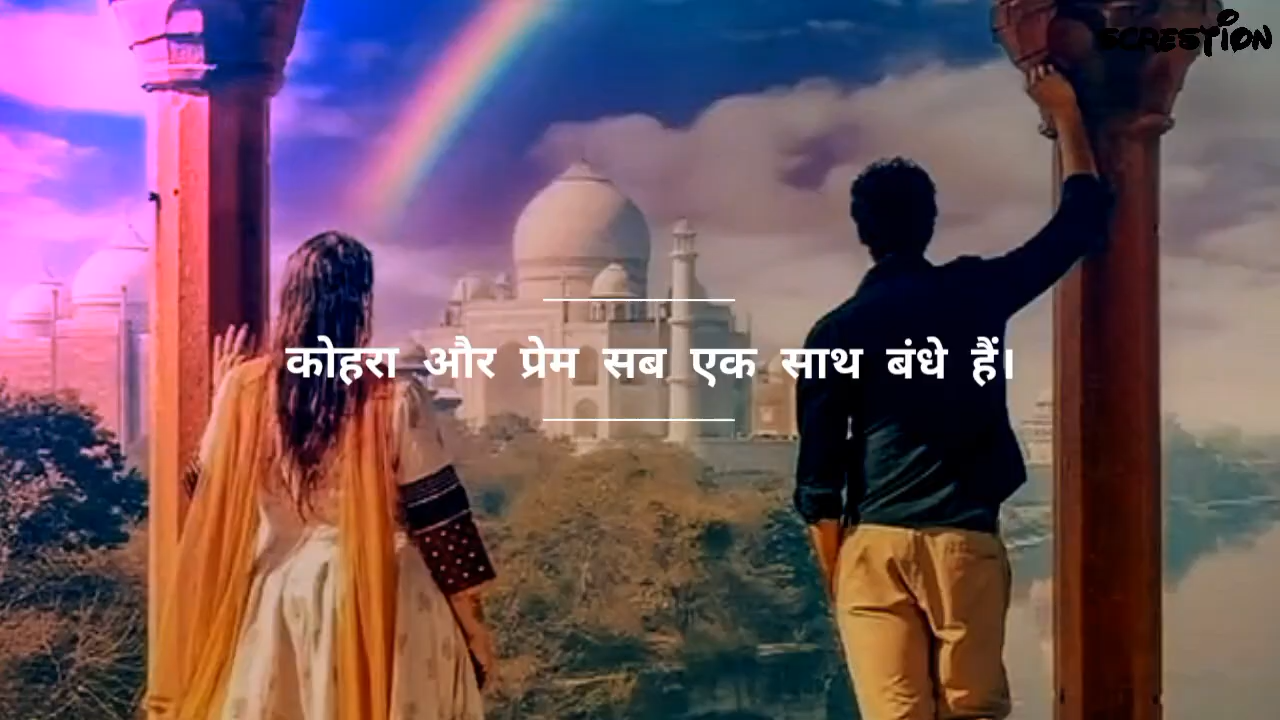 SCRESTION
कोहरा और प्रेम सब एक साथ बंधे हैं।